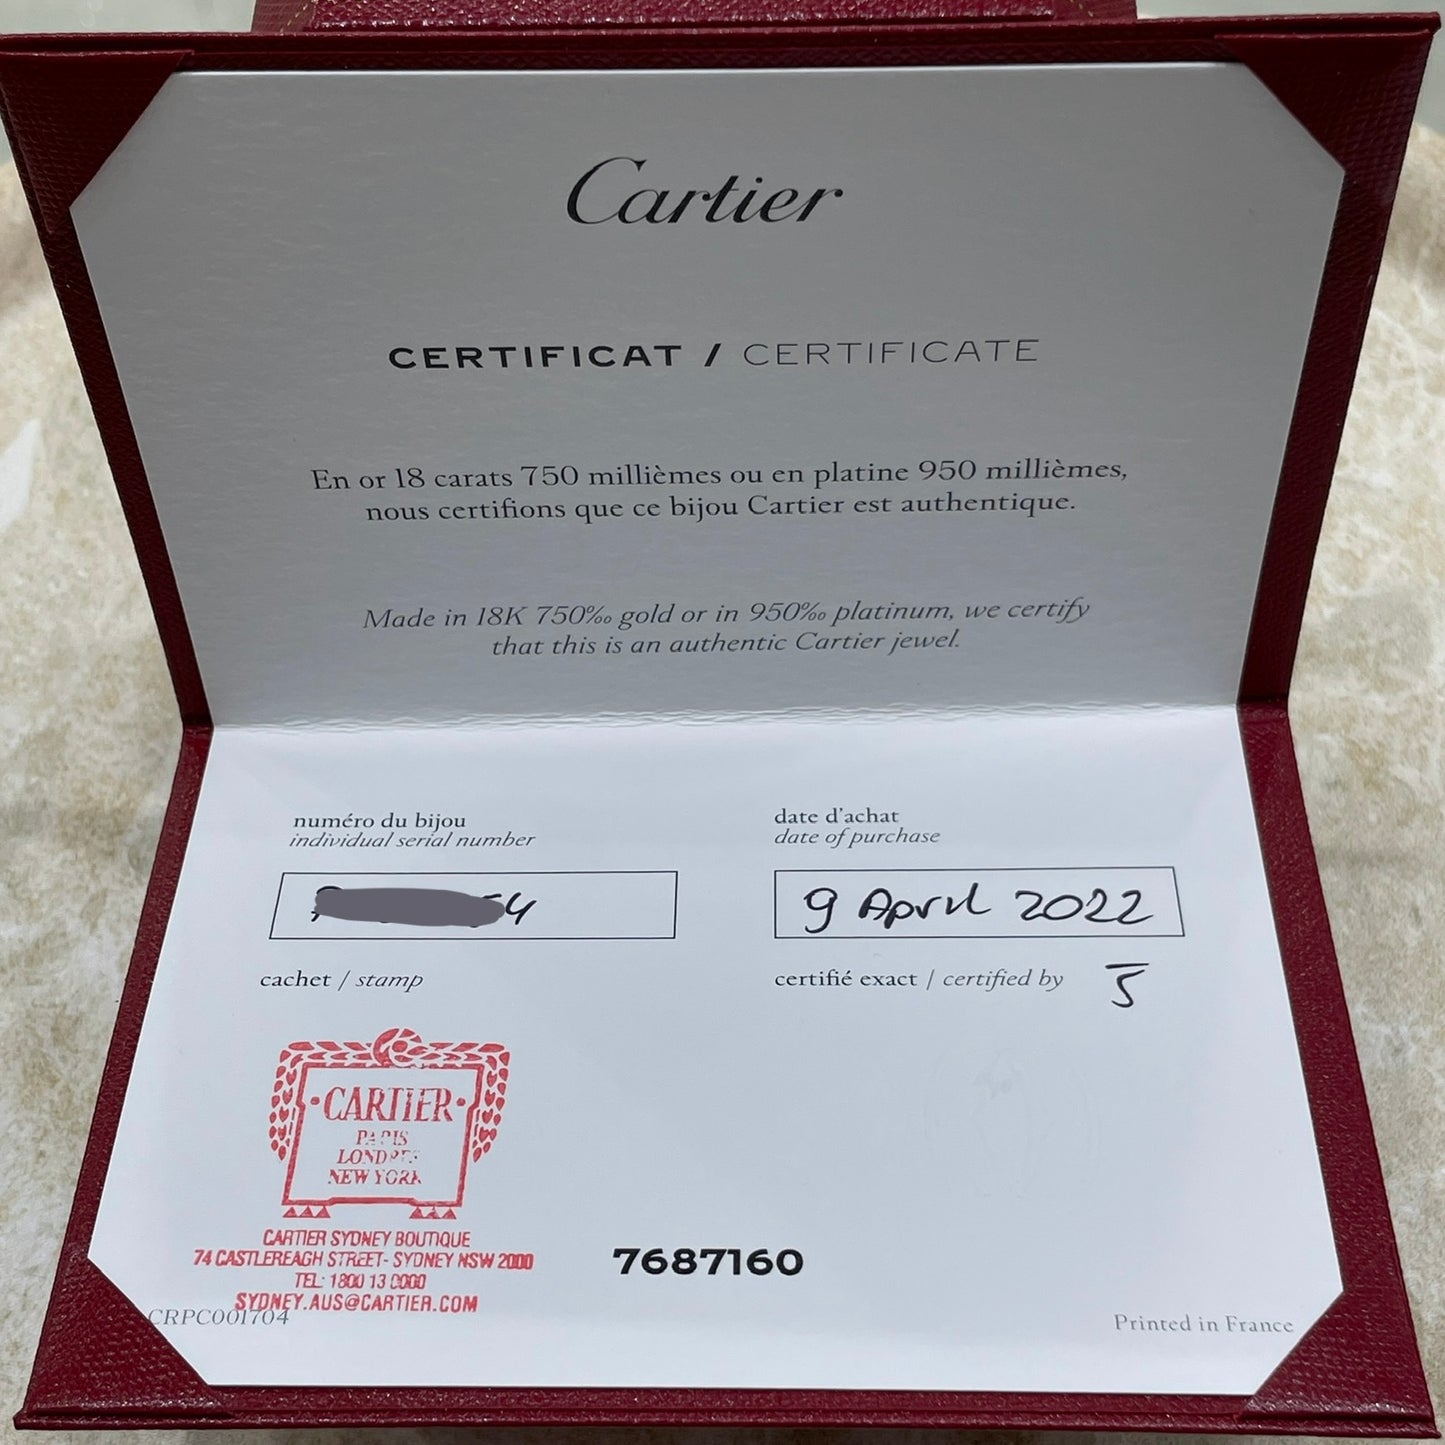 Cartier
CERTIFICAT / CERTIFICATE
En or 18 carats 750 millièmes ou en platine 950 millièmes,
nous certifions que ce bijou Cartier est authentique.
Made in 18K 750‰ gold or in 950‰ platinum, we certify
that this is an authentic Cartier jewel.
numéro du bijou
individual serial number
date d'achat
date of purchase
54
9 April 2022
cachet / stamp
certifié exact / certified by
CARTIER
PARIS
LONDRES
NEW YORK
CARTIER SYDNEY BOUTIQUE
74 CASTLEREAGH STREET- SYDNEY NSW 2000
TEL: 1800 13 0000
SYDNEY.AUS@CARTIER.COM
7687160
CRPC001704
Printed in France